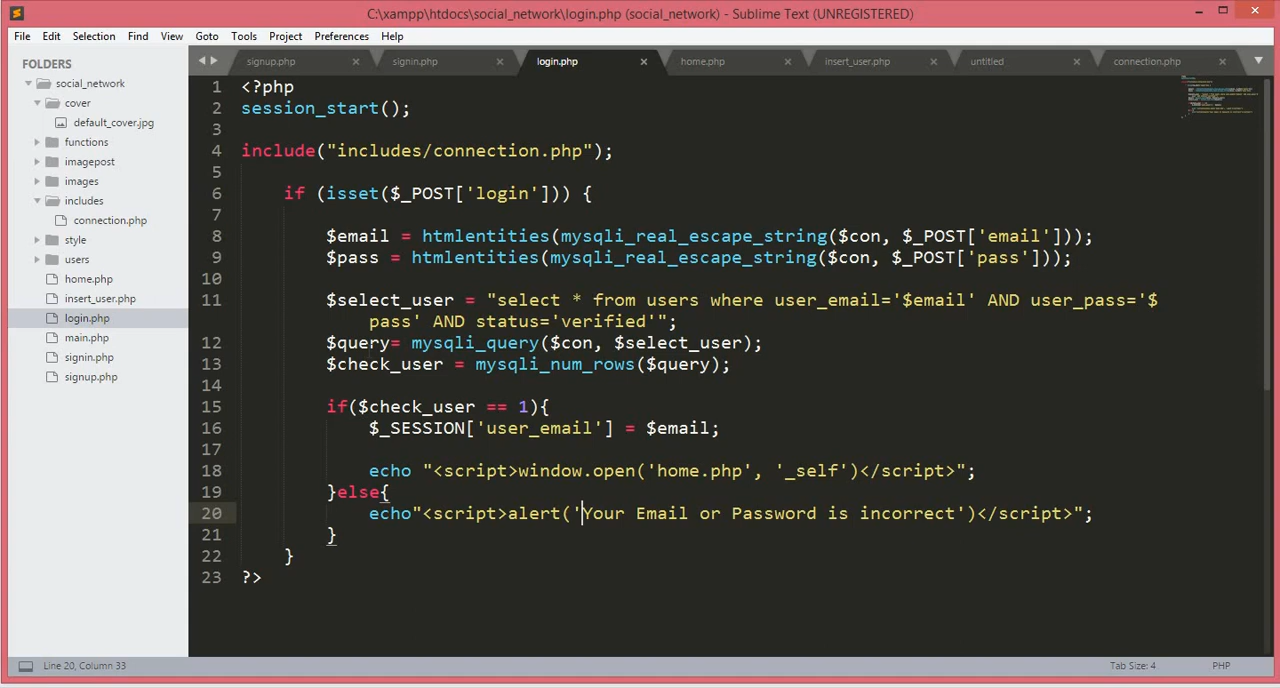 C:\xampp\htdocs\social_network\login.php (social_network) - Sublime Text (UNREGISTERED)
File Edit Selection Find View Goto Tools Project Preferences Help
FOLDERS
social_network
cover
default_cover.jpg
functions
imagepost
images
includes
connection.php
style
users
home.php
insert_user.php
login.php
main.php
signin.php
signup.php
signup.php signin.php login.php home.php insert_user.php untitled connection.php
1 <?php
2 session_start();
3
4 include("includes/connection.php");
5
6 if (isset($_POST['login'])) {
7
8 $email = htmlentities(mysqli_real_escape_string($con, $_POST['email']));
9 $pass = htmlentities(mysqli_real_escape_string($con, $_POST['pass']));
10
11 $select_user = "select * from users where user_email='$email' AND user_pass='$
pass' AND status='verified'";
12 $query= mysqli_query($con, $select_user);
13 $check_user = mysqli_num_rows($query);
14
15 if($check_user == 1){
16 $_SESSION['user_email'] = $email;
17
18 echo "<script>window.open('home.php', '_self')</script>";
19 }else{
20 echo"<script>alert('Your Email or Password is incorrect')</script>";
21 }
22 }
23 ?>
Line 20, Column 33
Tab Size: 4
PHP